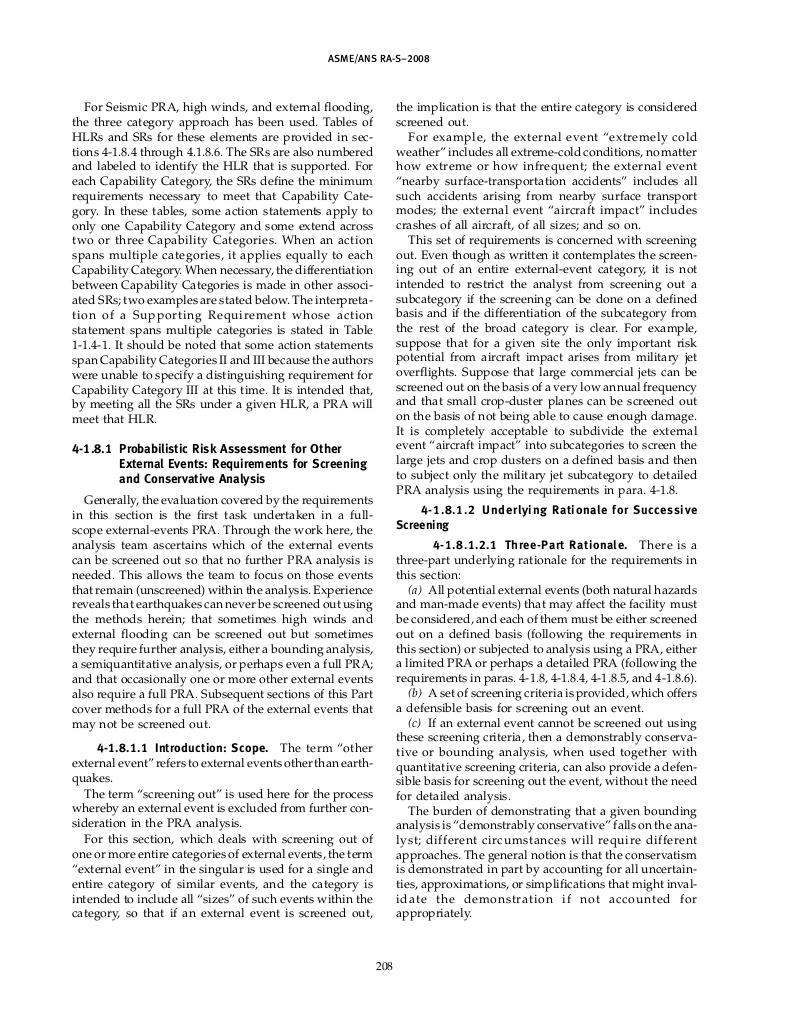 ASME/ANS RA-S–2008
For Seismic PRA, high winds, and external flooding,
the three category approach has been used. Tables of
HLRs and SRs for these elements are provided in sec-
tions 4-1.8.4 through 4.1.8.6. The SRs are also numbered
and labeled to identify the HLR that is supported. For
each Capability Category, the SRs define the minimum
requirements necessary to meet that Capability Cate-
gory. In these tables, some action statements apply to
only one Capability Category and some extend across
two or three Capability Categories. When an action
spans multiple categories, it applies equally to each
Capability Category. When necessary, the differentiation
between Capability Categories is made in other associ-
ated SRs; two examples are stated below. The interpreta-
tion of a Supporting Requirement whose action
statement spans multiple categories is stated in Table
1-1.4-1. It should be noted that some action statements
span Capability Categories II and III because the authors
were unable to specify a distinguishing requirement for
Capability Category III at this time. It is intended that,
by meeting all the SRs under a given HLR, a PRA will
meet that HLR.
4-1.8.1 Probabilistic Risk Assessment for Other
External Events: Requirements for Screening
and Conservative Analysis
Generally, the evaluation covered by the requirements
in this section is the first task undertaken in a full-
scope external-events PRA. Through the work here, the
analysis team ascertains which of the external events
can be screened out so that no further PRA analysis is
needed. This allows the team to focus on those events
that remain (unscreened) within the analysis. Experience
reveals that earthquakes can never be screened out using
the methods herein; that sometimes high winds and
external flooding can be screened out but sometimes
they require further analysis, either a bounding analysis,
a semiquantitative analysis, or perhaps even a full PRA;
and that occasionally one or more other external events
also require a full PRA. Subsequent sections of this Part
cover methods for a full PRA of the external events that
may not be screened out.
4-1.8.1.1 Introduction: Scope. The term “other
external event” refers to external events other than earth-
quakes.
The term “screening out” is used here for the process
whereby an external event is excluded from further con-
sideration in the PRA analysis.
For this section, which deals with screening out of
one or more entire categories of external events, the term
“external event” in the singular is used for a single and
entire category of similar events, and the category is
intended to include all “sizes” of such events within the
category, so that if an external event is screened out,
the implication is that the entire category is considered
screened out.
For example, the external event “extremely cold
weather” includes all extreme-cold conditions, no matter
how extreme or how infrequent; the external event
“nearby surface-transportation accidents” includes all
such accidents arising from nearby surface transport
modes; the external event “aircraft impact” includes
crashes of all aircraft, of all sizes; and so on.
This set of requirements is concerned with screening
out. Even though as written it contemplates the screen-
ing out of an entire external-event category, it is not
intended to restrict the analyst from screening out a
subcategory if the screening can be done on a defined
basis and if the differentiation of the subcategory from
the rest of the broad category is clear. For example,
suppose that for a given site the only important risk
potential from aircraft impact arises from military jet
overflights. Suppose that large commercial jets can be
screened out on the basis of a very low annual frequency
and that small crop-duster planes can be screened out
on the basis of not being able to cause enough damage.
It is completely acceptable to subdivide the external
event “aircraft impact” into subcategories to screen the
large jets and crop dusters on a defined basis and then
to subject only the military jet subcategory to detailed
PRA analysis using the requirements in para. 4-1.8.
4-1.8.1.2 Underlying Rationale for Successive
Screening
4-1.8.1.2.1 Three-Part Rationale. There is a
three-part underlying rationale for the requirements in
this section:
(a) All potential external events (both natural hazards
and man-made events) that may affect the facility must
be considered, and each of them must be either screened
out on a defined basis (following the requirements in
this section) or subjected to analysis using a PRA, either
a limited PRA or perhaps a detailed PRA (following the
requirements in paras. 4-1.8, 4-1.8.4, 4-1.8.5, and 4-1.8.6).
(b) A set of screening criteria is provided, which offers
a defensible basis for screening out an event.
(c) If an external event cannot be screened out using
these screening criteria, then a demonstrably conserva-
tive or bounding analysis, when used together with
quantitative screening criteria, can also provide a defen-
sible basis for screening out the event, without the need
for detailed analysis.
The burden of demonstrating that a given bounding
analysis is “demonstrably conservative” falls on the ana-
lyst; different circumstances will require different
approaches. The general notion is that the conservatism
is demonstrated in part by accounting for all uncertain-
ties, approximations, or simplifications that might inval-
idate the demonstration if not accounted for
appropriately.
208